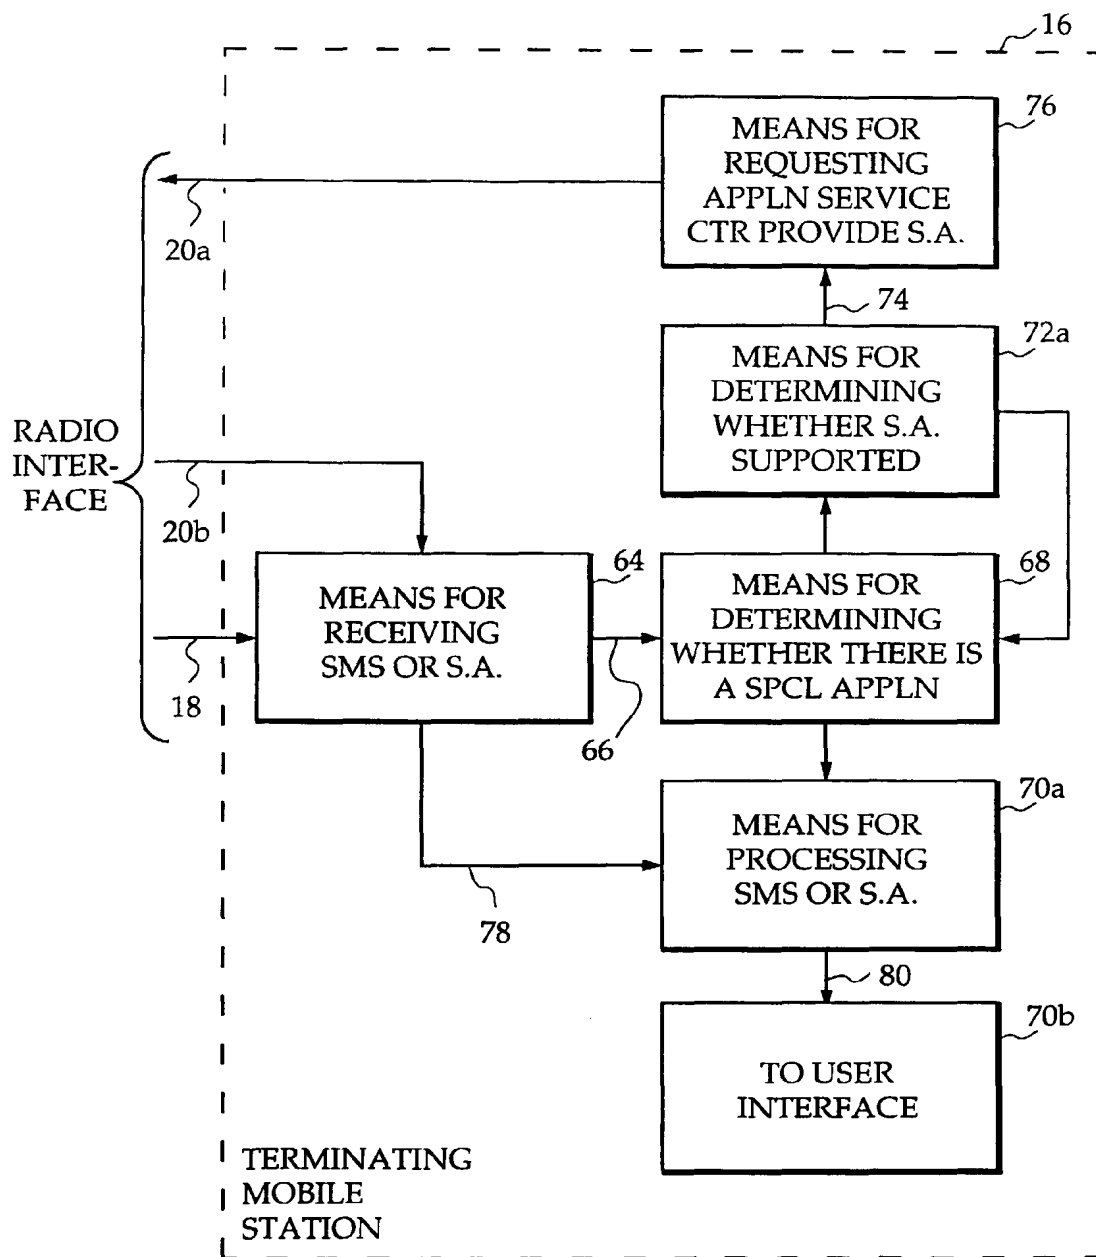 16
MEANS FOR
REQUESTING
APPLN SERVICE
CTR PROVIDE S.A.
76
20a
74
MEANS FOR
DETERMINING
WHETHER S.A.
SUPPORTED
72a
RADIO
INTER-
FACE
20b
MEANS FOR
RECEIVING
SMS OR S.A.
64
MEANS FOR
DETERMINING
WHETHER THERE IS
A SPCL APPLN
68
18
66
MEANS FOR
PROCESSING
SMS OR S.A.
70a
78
80
TO USER
INTERFACE
70b
TERMINATING
MOBILE
STATION